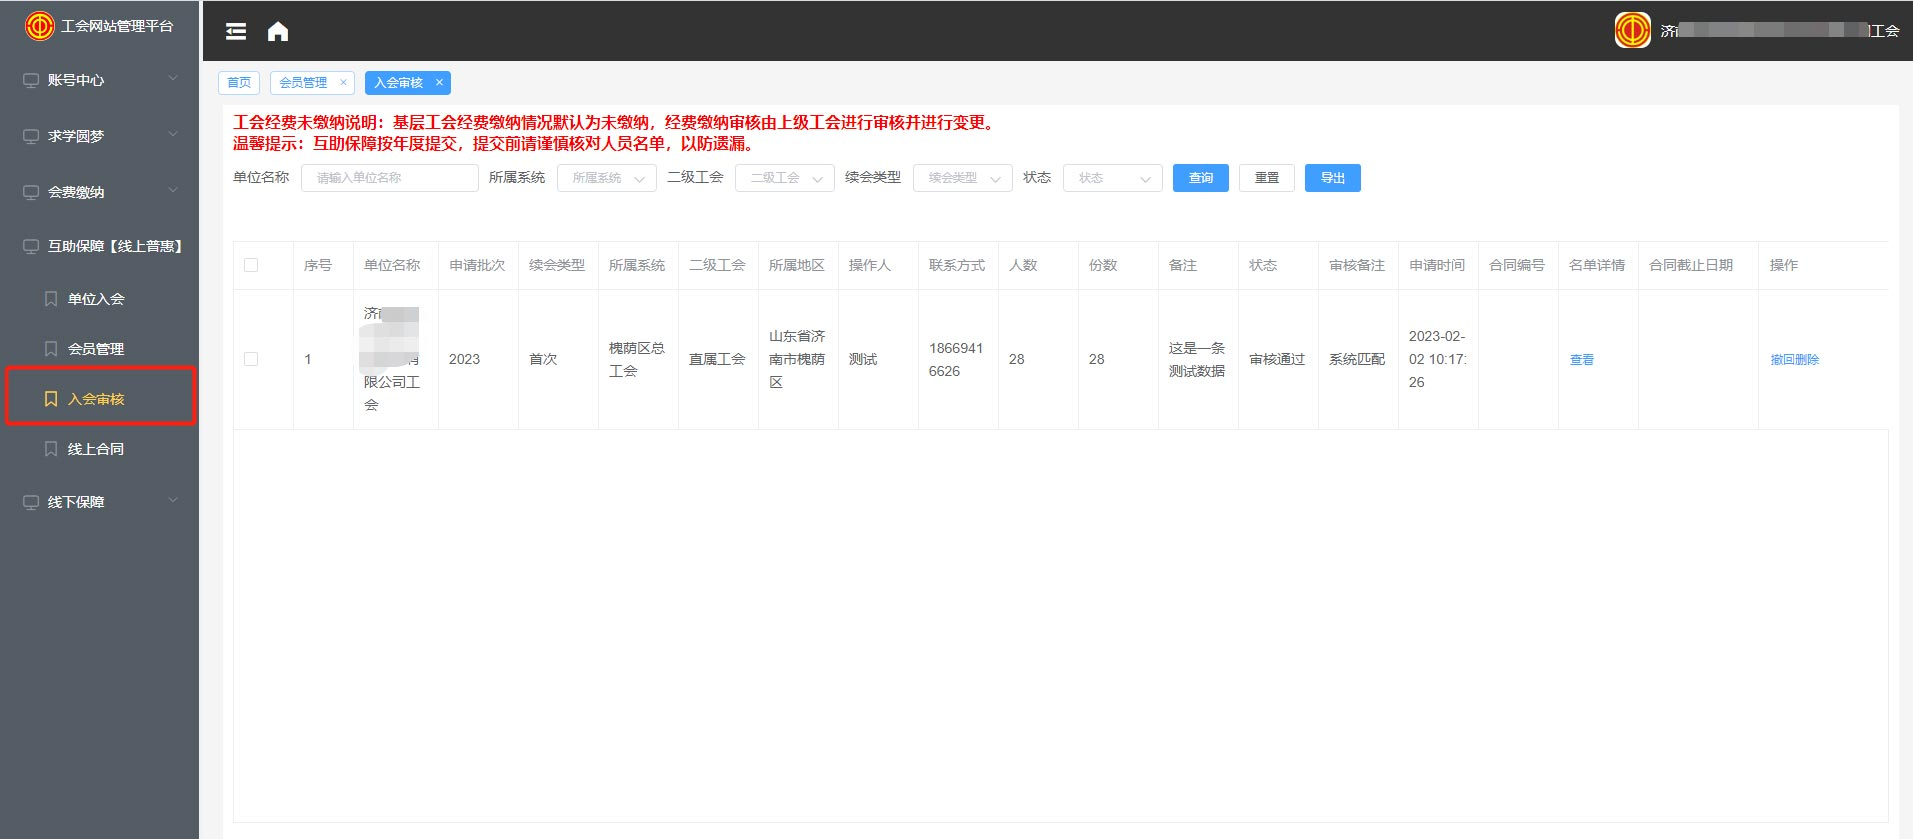 工会网站管理平台
济
工会
账号中心
求学圆梦
会费缴纳
互助保障【线上普惠】
单位入会
会员管理
入会审核
线上合同
线下保障
首页
会员管理 ×
入会审核 ×
工会经费未缴纳说明：基层工会经费缴纳情况默认为未缴纳，经费缴纳审核由上级工会进行审核并进行变更。
温馨提示：互助保障按年度提交，提交前请谨慎核对人员名单，以防遗漏。
单位名称 请输入单位名称 所属系统 所属系统 二级工会 二级工会 续会类型 续会类型 状态 状态 查询 重置 导出
序号 单位名称 申请批次 续会类型 所属系统 二级工会 所属地区 操作人 联系方式 人数 份数 备注 状态 审核备注 申请时间 合同编号 名单详情 合同截止日期 操作
1
济
限公司工
会
2023
首次
槐荫区总
工会
直属工会
山东省济
南市槐荫
区
测试
1866941
6626
28
28
这是一条
测试数据
审核通过
系统匹配
2023-02-
02 10:17:
26
查看
撤回删除